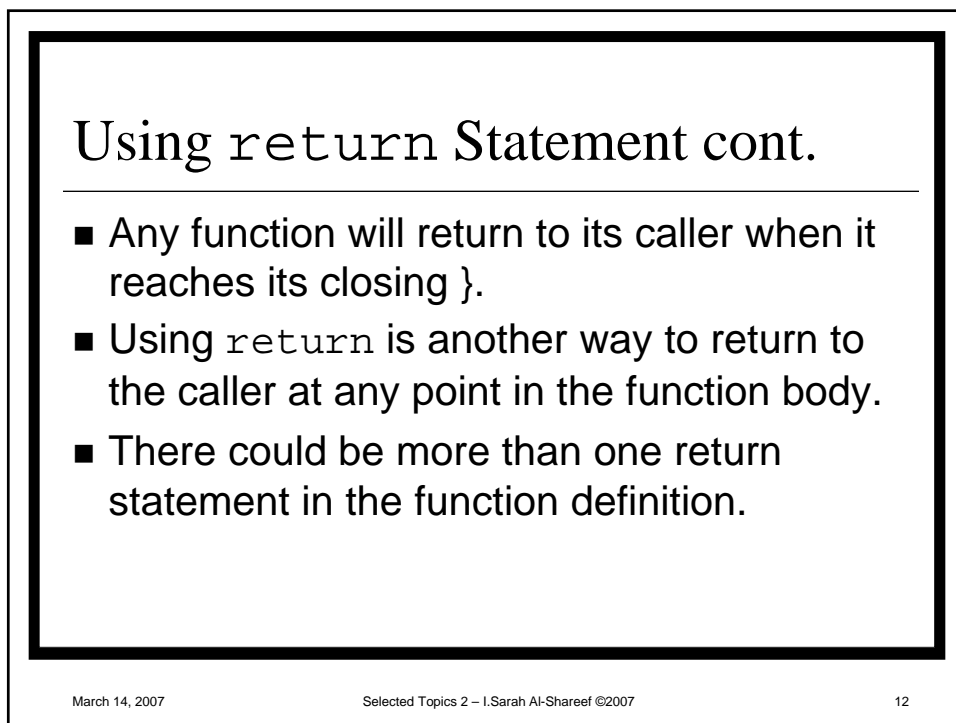 Using return Statement cont.
■ Any function will return to its caller when it
reaches its closing }.
■ Using return is another way to return to
the caller at any point in the function body.
■ There could be more than one return
statement in the function definition.
March 14, 2007 Selected Topics 2 – I.Sarah Al-Shareef ©2007 12